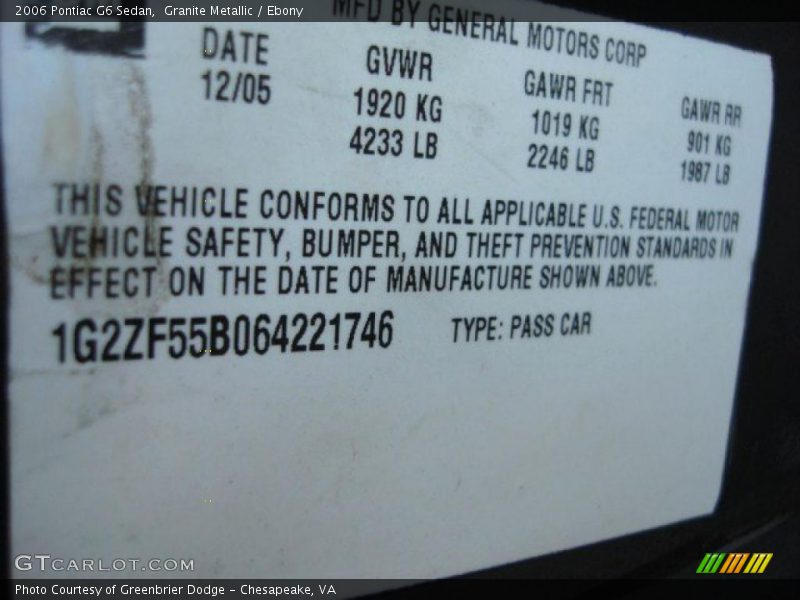 2006 Pontiac G6 Sedan, Granite Metallic / Ebony
MFD BY GENERAL MOTORS CORP
DATE GVWR GAWR FRT GAWR RR
12/05 1920 KG 1019 KG 901 KG
4233 LB 2246 LB 1987 LB
THIS VEHICLE CONFORMS TO ALL APPLICABLE U.S. FEDERAL MOTOR
VEHICLE SAFETY, BUMPER, AND THEFT PREVENTION STANDARDS IN
EFFECT ON THE DATE OF MANUFACTURE SHOWN ABOVE.
1G2ZF55B064221746 TYPE: PASS CAR
GTCARLOT.COM
Photo Courtesy of Greenbrier Dodge - Chesapeake, VA